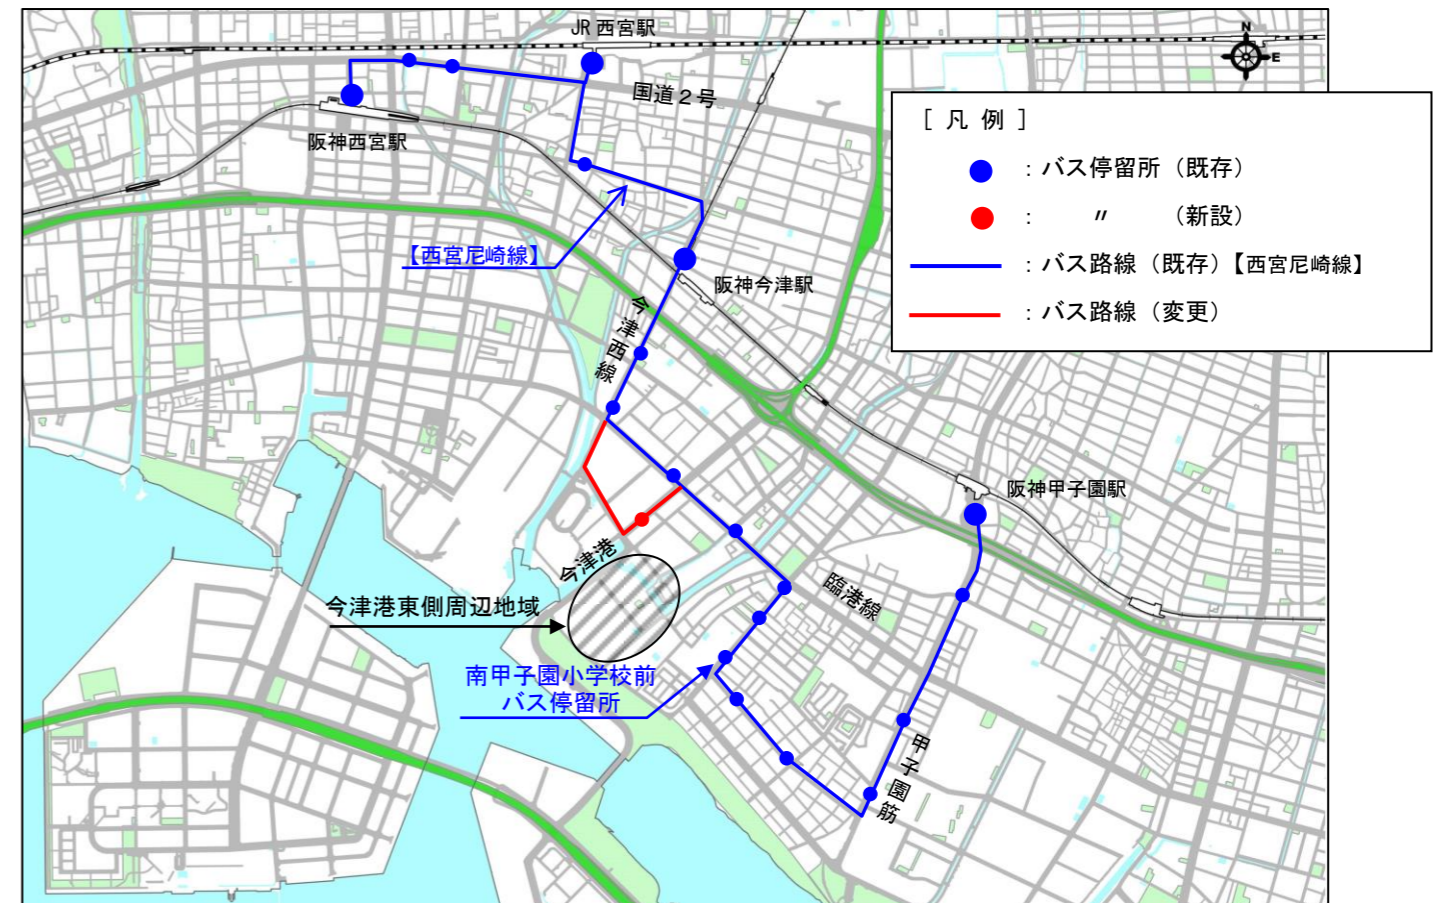 JR 西宮駅
N
E
国道２号
[ 凡 例 ]
阪神西宮駅
：バス停留所（既存）
： 〃 （新設）
【西宮尼崎線】
：バス路線（既存）【西宮尼崎線】
阪神今津駅
：バス路線（変更）
今津西線
阪神甲子園駅
今津港
臨港線
今津港東側周辺地域
南甲子園小学校前
バス停留所
甲子園筋